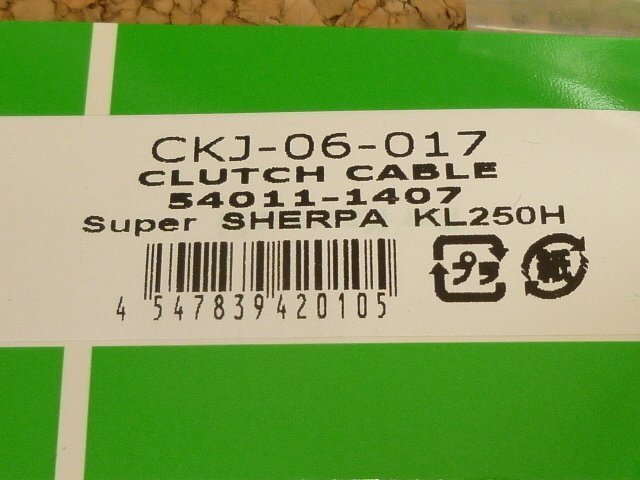 CKJ-06-017
CLUTCH CABLE
54011-1407
Super SHERPA KL250H
プラ
紙
4 547839 420105